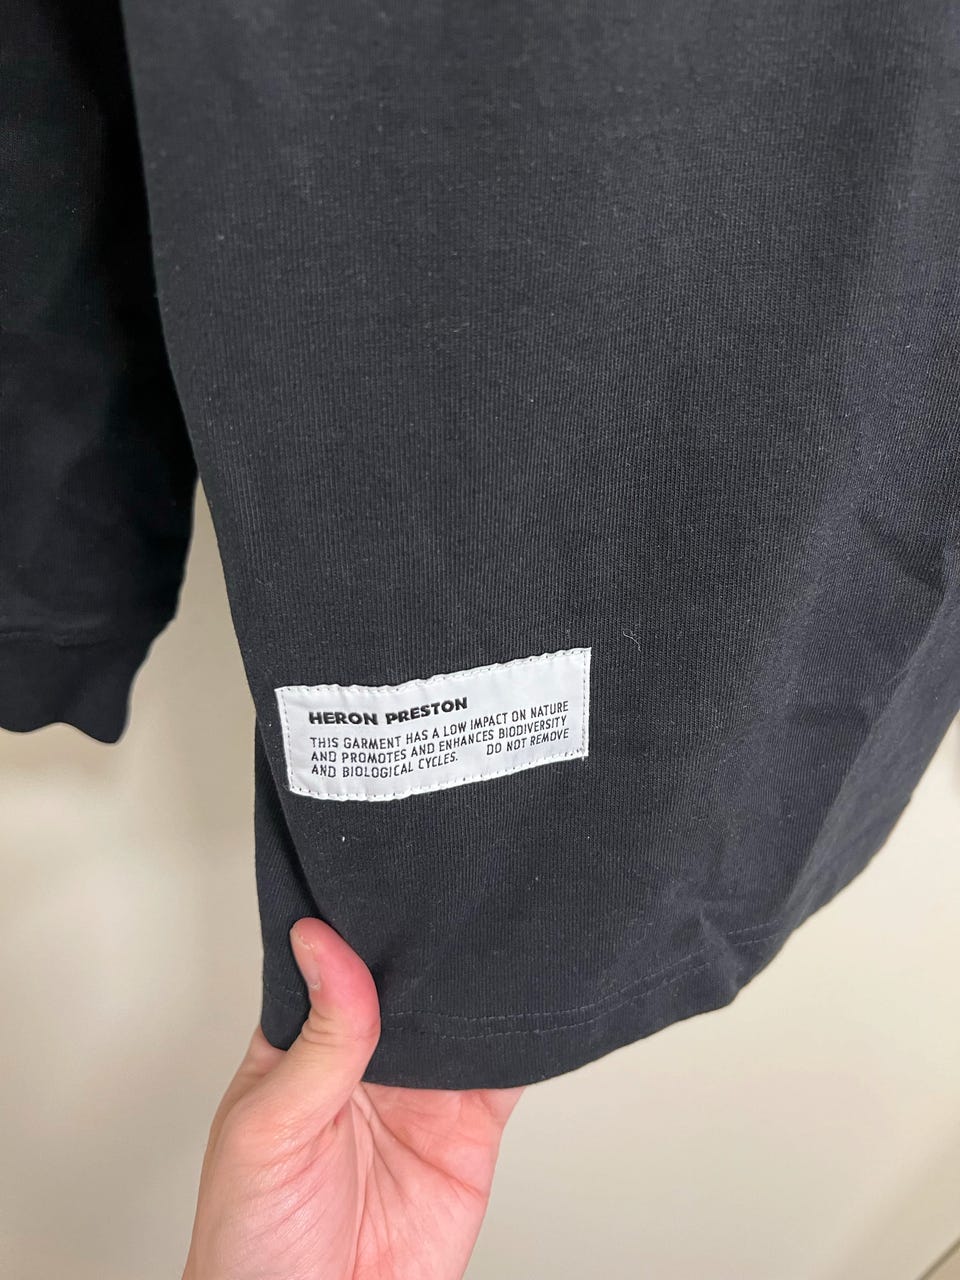 HERON PRESTON
THIS GARMENT HAS A LOW IMPACT ON NATURE
AND PROMOTES AND ENHANCES BIODIVERSITY
AND BIOLOGICAL CYCLES. DO NOT REMOVE